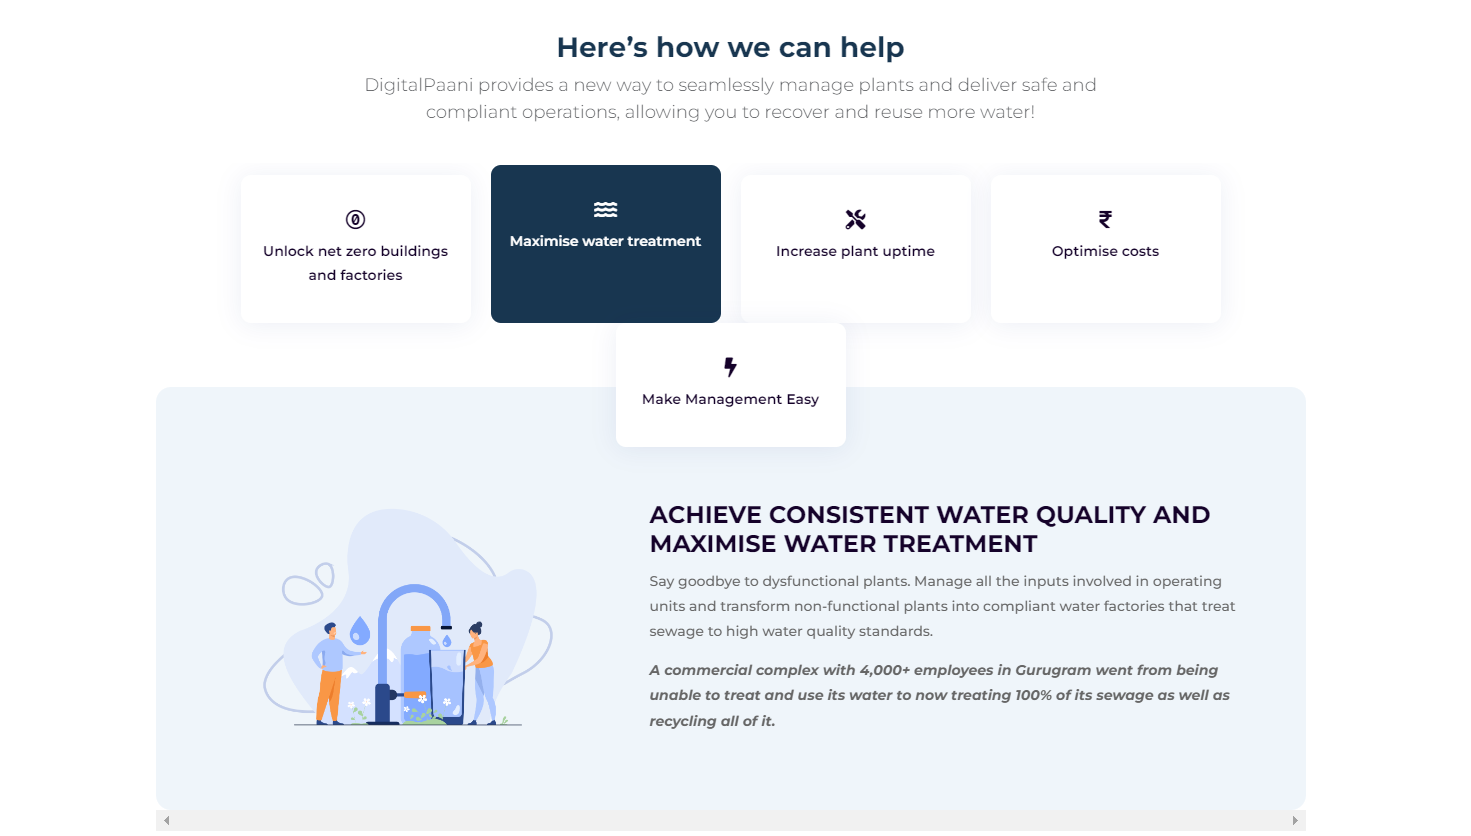 Here’s how we can help
DigitalPaani provides a new way to seamlessly manage plants and deliver safe and
compliant operations, allowing you to recover and reuse more water!
Unlock net zero buildings
and factories
Maximise water treatment
Increase plant uptime
Optimise costs
Make Management Easy
ACHIEVE CONSISTENT WATER QUALITY AND
MAXIMISE WATER TREATMENT
Say goodbye to dysfunctional plants. Manage all the inputs involved in operating
units and transform non-functional plants into compliant water factories that treat
sewage to high water quality standards.
A commercial complex with 4,000+ employees in Gurugram went from being
unable to treat and use its water to now treating 100% of its sewage as well as
recycling all of it.